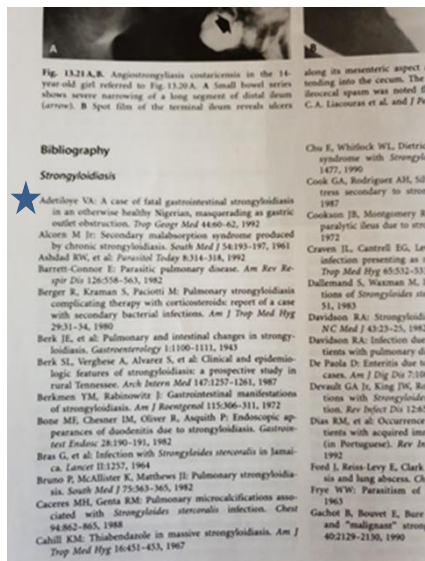 A
B
Fig. 13.21 A, B. Angiostrongyliasis costaricensis in the 14-
year-old girl referred to Fig. 13.20 A. A Small bowel series
shows severe narrowing of a long segment of distal ileum
(arrow). B Spot film of the terminal ileum reveals ulcers
along its mesenteric aspect
tending into the cecum. The
ileocecal spasm was noted
C. A. Liacouras et al. and J P
Bibliography
Strongyloidiasis
Adetiloye VA: A case of fatal gastrointestinal strongyloidiasis
in an otherwise healthy Nigerian, masquerading as gastric
outlet obstruction. Trop Geogr Med 44:60-62, 1992
Alcorn M Jr: Secondary malabsorption syndrome produced
by chronic strongyloidiasis. South Med J 54:193-197, 1961
Ashdad RW, et al: Parasitol Today 8:314-318, 1992
Barrett-Connor E: Parasitic pulmonary disease. Am Rev Re-
spir Dis 126:558-563, 1982
Berger R, Kraman S, Paciotti M: Pulmonary strongyloidiasis
complicating therapy with corticosteroids: report of a case
with secondary bacterial infections. Am J Trop Med Hyg
29:31-34, 1980
Berk JE, et al: Pulmonary and intestinal changes in strongy-
loidiasis. Gastroenterology 1:1100-1111, 1943
Berk SL, Verghese A, Alvarez S, et al: Clinical and epidemio-
logic features of strongyloidiasis: a prospective study in
rural Tennessee. Arch Intern Med 147:1257-1261, 1987
Berkmen YM, Rabinowitz J: Gastrointestinal manifestations
of strongyloidiasis. Am J Roentgenol 115:306-311, 1972
Bone MF, Chesner IM, Oliver R, Asquith P: Endoscopic ap-
pearances of duodenitis due to strongyloidiasis. Gastroin-
test Endosc 28:190-191, 1982
Bras G, et al: Infection with Strongyloides stercoralis in Jamai-
ca. Lancet II:1257, 1964
Bruno P, McAllister K, Matthews JI: Pulmonary strongyloidia-
sis. South Med J 75:363-365, 1982
Caceres MH, Genta RM: Pulmonary microcalcifications asso-
ciated with Strongyloides stercoralis infection. Chest
94:862-865, 1988
Cahill KM: Thiabendazole in massive strongyloidiasis. Am J
Trop Med Hyg 16:451-453, 1967
Chu E, Whitlock WL, Dietri
syndrome with Strongyl
1477, 1990
Cook GA, Rodriguez AH, Sil
tress secondary to stron
1987
Cookson JB, Montgomery R
paralytic ileus due to stro
1972
Craven JL, Cantrell EG, Le
infection presenting as
Trop Med Hyg 65:532-53
Dallemand S, Waxman M,
tions of Strongyloides st
51, 1983
Davidson RA: Strongyloidi
NC Med J 43:23-25, 1982
Davidson RA: Infection due
tients with pulmonary d
De Paola D: Enteritis due t
cases. Am J Dig Dis 7:10
Devault GA Jr, King JW, R
tions with Strongyloide
tion. Rev Infect Dis 12:6
Dias RM, et al: Occurrence
tients with acquired im
(in Portuguese). Rev In
1992
Ford J, Reiss-Levy E, Clark
sis and lung abscess. Ch
Frye WW: Parasitism of
1963
Gachot B, Bouvet E, Bure
and "malignant" stron
40:2129-2130, 1990